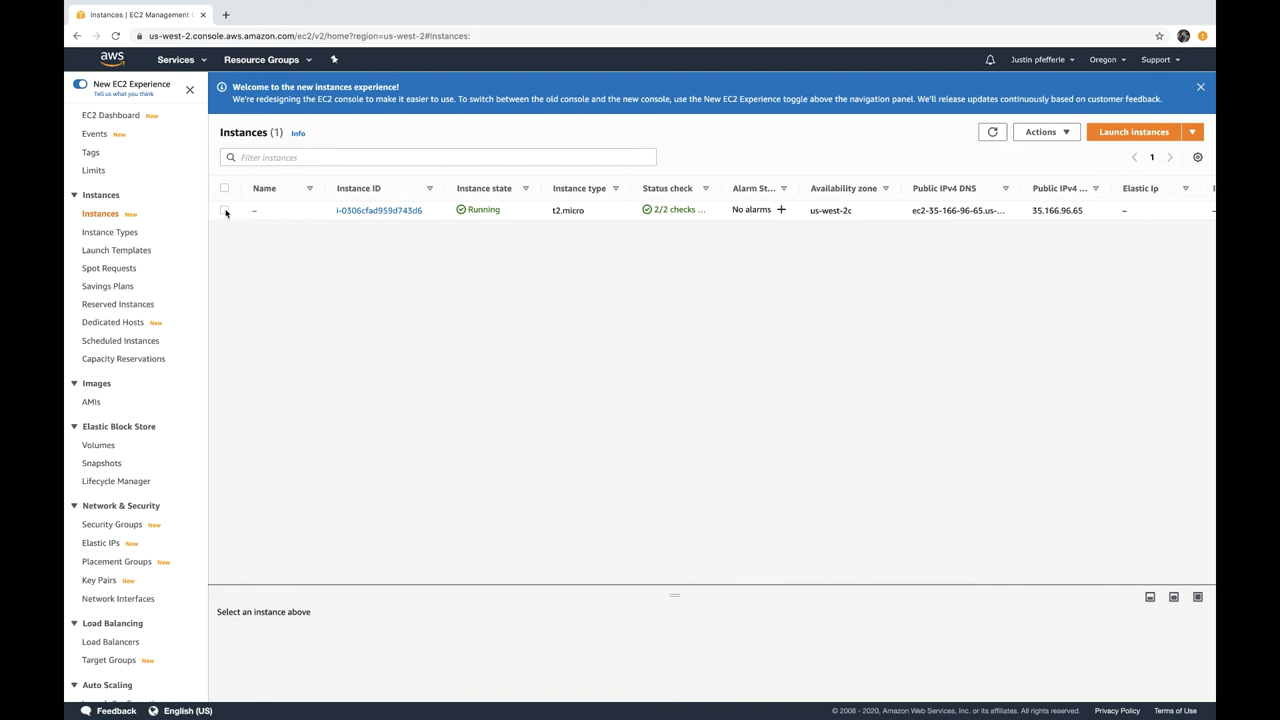 Instances | EC2 Management
us-west-2.console.aws.amazon.com/ec2/v2/home?region=us-west-2#Instances:
aws Services Resource Groups Justin pfefferle Oregon Support
New EC2 Experience
Tell us what you think
EC2 Dashboard New
Events New
Tags
Limits
Instances
Instances New
Instance Types
Launch Templates
Spot Requests
Savings Plans
Reserved Instances
Dedicated Hosts New
Scheduled Instances
Capacity Reservations
Images
AMIs
Elastic Block Store
Volumes
Snapshots
Lifecycle Manager
Network & Security
Security Groups New
Elastic IPs New
Placement Groups New
Key Pairs New
Network Interfaces
Load Balancing
Load Balancers
Target Groups New
Auto Scaling
Welcome to the new instances experience!
We're redesigning the EC2 console to make it easier to use. To switch between the old console and the new console, use the New EC2 Experience toggle above the navigation panel. We'll release updates continuously based on customer feedback.
Instances (1) Info
Actions Launch instances
Filter instances
1
Name Instance ID Instance state Instance type Status check Alarm St... Availability zone Public IPv4 DNS Public IPv4 ... Elastic Ip
– i-0306cfad959d743d6 Running t2.micro 2/2 checks ... No alarms + us-west-2c ec2-35-166-96-65.us-... 35.166.96.65 –
Select an instance above
Feedback English (US) © 2008 - 2020, Amazon Web Services, Inc. or its affiliates. All rights reserved. Privacy Policy Terms of Use